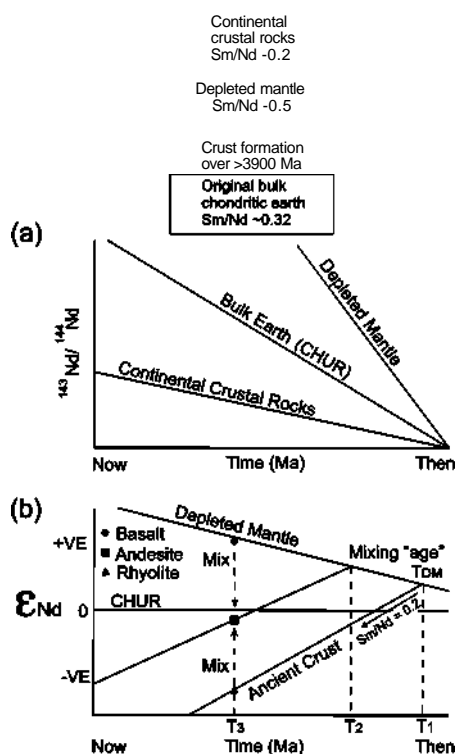 Continental
crustal rocks
Sm/Nd -0.2
Depleted mantle
Sm/Nd -0.5
Crust formation
over >3900 Ma
Original bulk
chondritic earth
Sm/Nd ~0.32
(a)
143Nd/ 144Nd
Depleted Mantle
Bulk Earth (CHUR)
Continental Crustal Rocks
Now Time (Ma) Then
(b)
+VE
Basalt
Andesite
Rhyolite
Depleted Mantle
Mix
Mixing "age"
TDM
εNd
0
CHUR
Sm/Nd = 0.2
Mix
Ancient Crust
-VE
T3 T2 T1
Now Time (Ma) Then